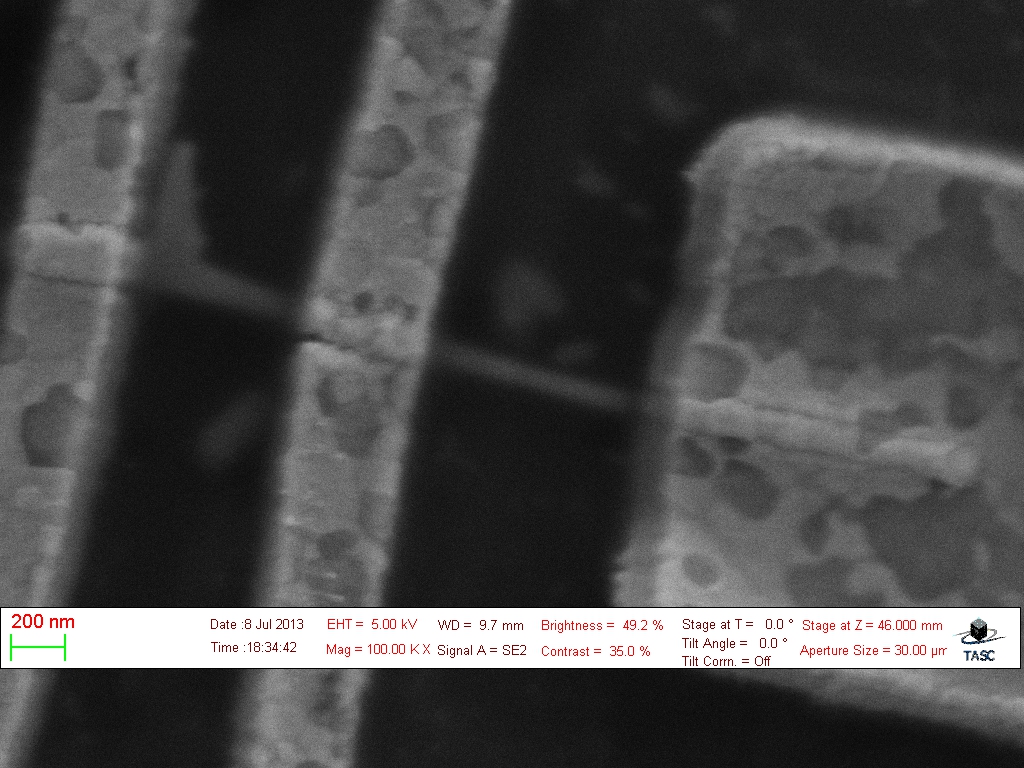 200 nm
Date :8 Jul 2013
Time :18:34:42
EHT = 5.00 kV
Mag = 100.00 K X
WD = 9.7 mm
Signal A = SE2
Brightness = 49.2 %
Contrast = 35.0 %
Stage at T = 0.0 °
Tilt Angle = 0.0 °
Tilt Corrn. = Off
Stage at Z = 46.000 mm
Aperture Size = 30.00 µm
TASC